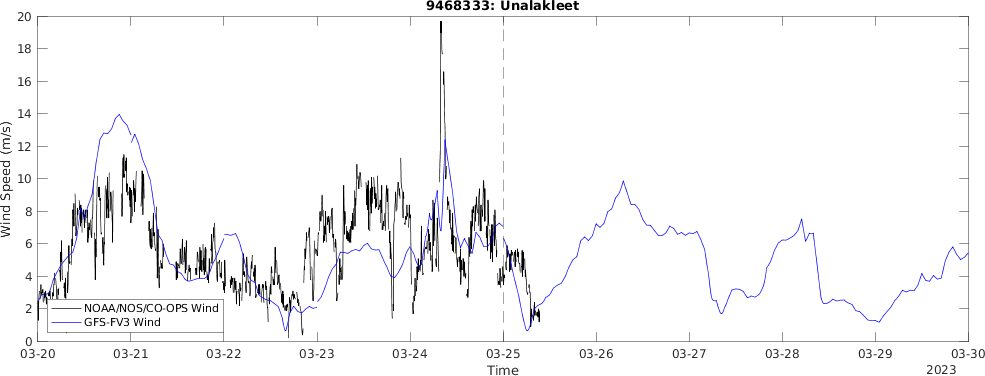 9468333: Unalakleet
Wind Speed (m/s)
20
18
16
14
12
10
8
6
4
2
0
NOAA/NOS/CO-OPS Wind
GFS-FV3 Wind
03-20 03-21 03-22 03-23 03-24 03-25 03-26 03-27 03-28 03-29 03-30
Time
2023